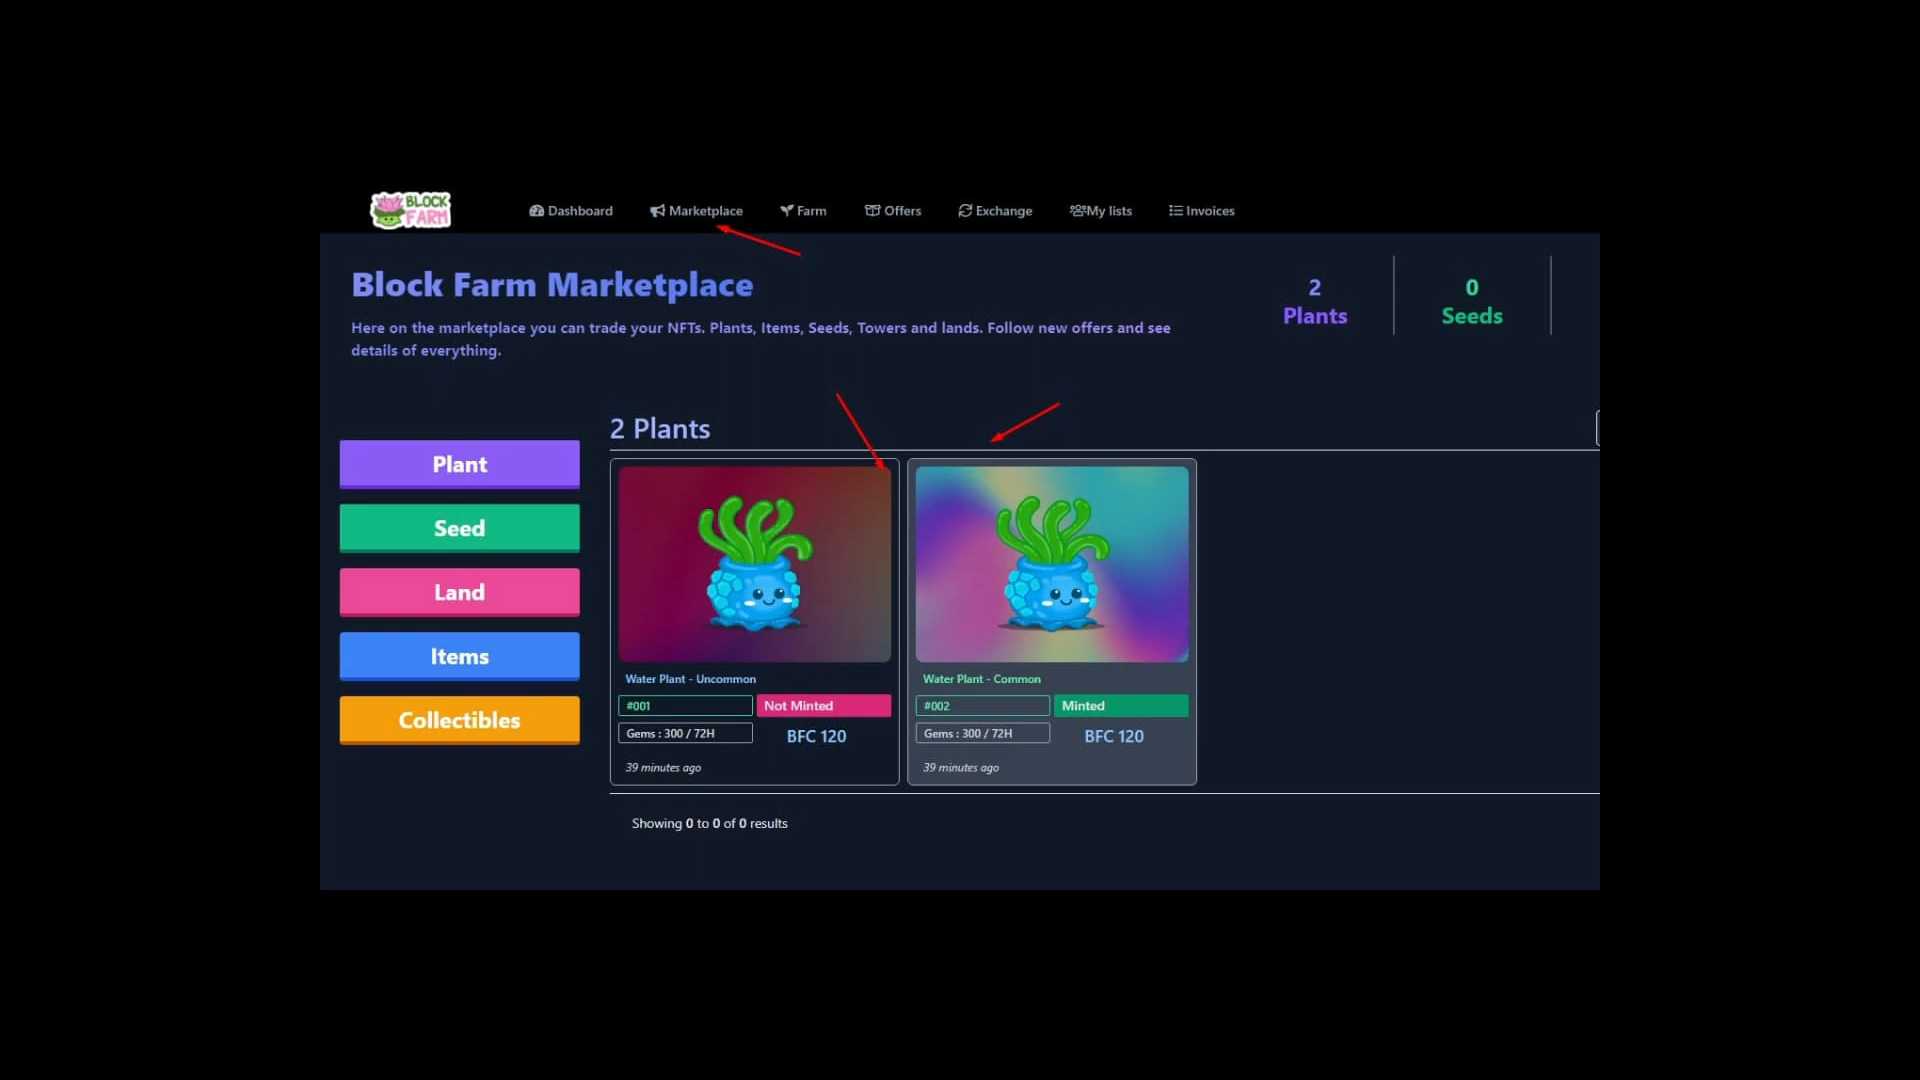 BLOCK
FARM
Dashboard
Marketplace
Farm
Offers
Exchange
My lists
Invoices
Block Farm Marketplace
Here on the marketplace you can trade your NFTs. Plants, Items, Seeds, Towers and lands. Follow new offers and see
details of everything.
2
Plants
0
Seeds
Plant
Seed
Land
Items
Collectibles
2 Plants
Water Plant - Uncommon
#001
Not Minted
Gems : 300 / 72H
BFC 120
39 minutes ago
Water Plant - Common
#002
Minted
Gems : 300 / 72H
BFC 120
39 minutes ago
Showing 0 to 0 of 0 results